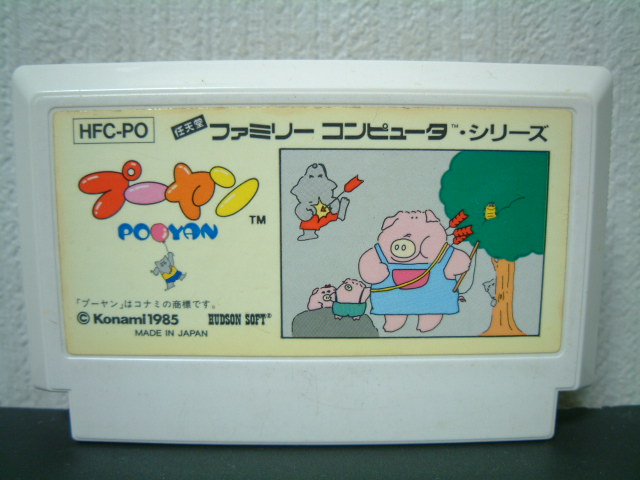 HFC-PO
任天堂 ファミリー コンピュータ™・シリーズ
プーヤン™
POOYAN
「プーヤン」はコナミの商標です。
© Konami 1985 HUDSON SOFT®
MADE IN JAPAN